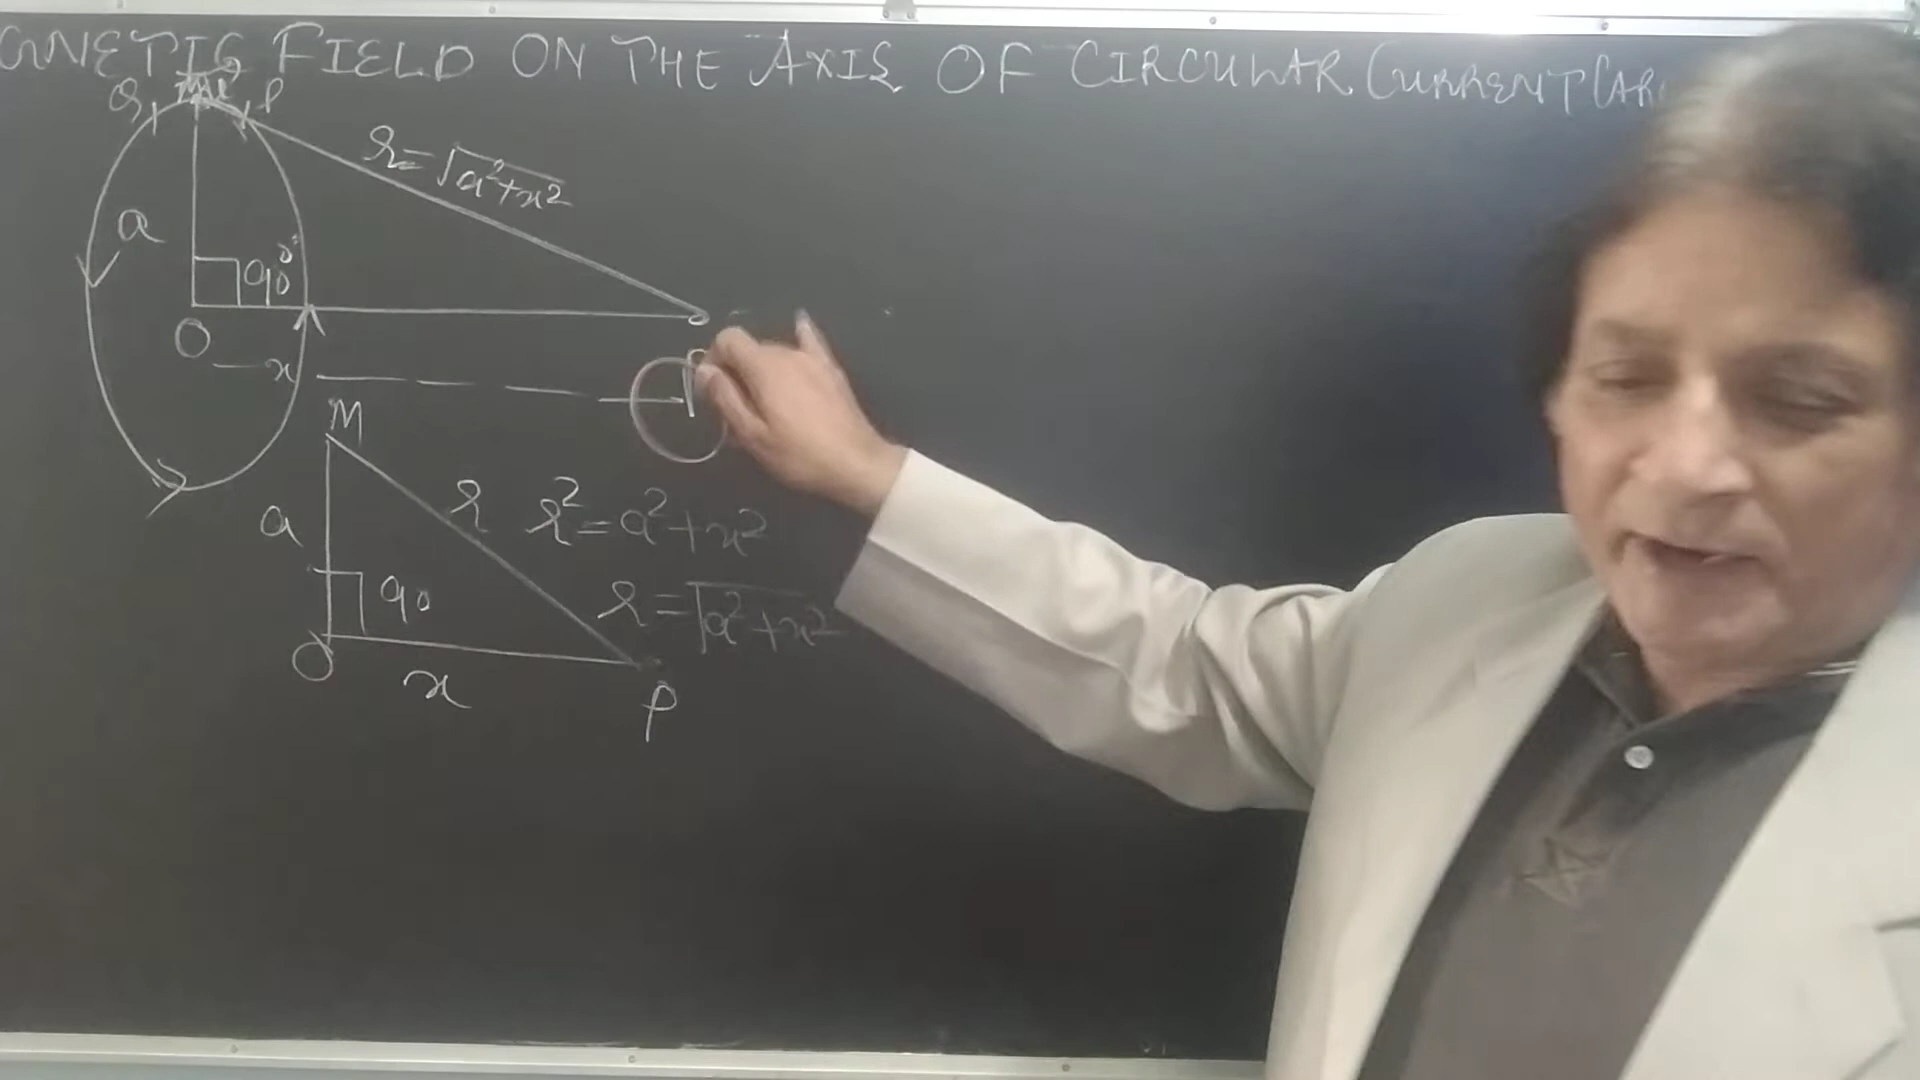 GNETIC FIELD ON THE AXIS OF CIRCULAR CURRENT CAR
Q P
r=√a²+x²
a
90°
O
x
M
a r r²=a²+x²
90
r=√a²+x²
O x
P